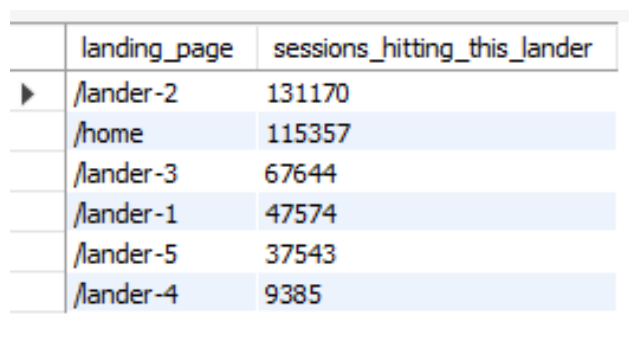 landing_page sessions_hitting_this_lander
/lander-2 131170
/home 115357
/lander-3 67644
/lander-1 47574
/lander-5 37543
/lander-4 9385